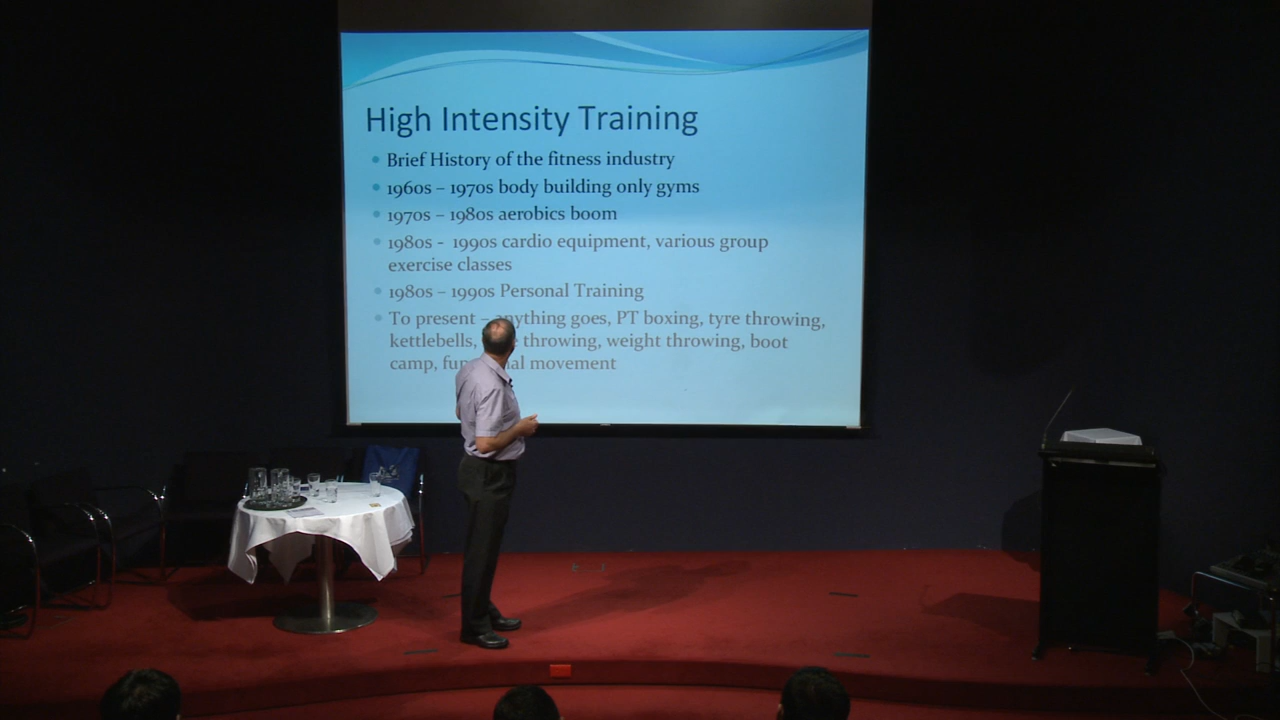 High Intensity Training
Brief History of the fitness industry
1960s – 1970s body building only gyms
1970s – 1980s aerobics boom
1980s - 1990s cardio equipment, various group
exercise classes
1980s – 1990s Personal Training
To present – anything goes, PT boxing, tyre throwing,
kettlebells, throwing, weight throwing, boot
camp, movement